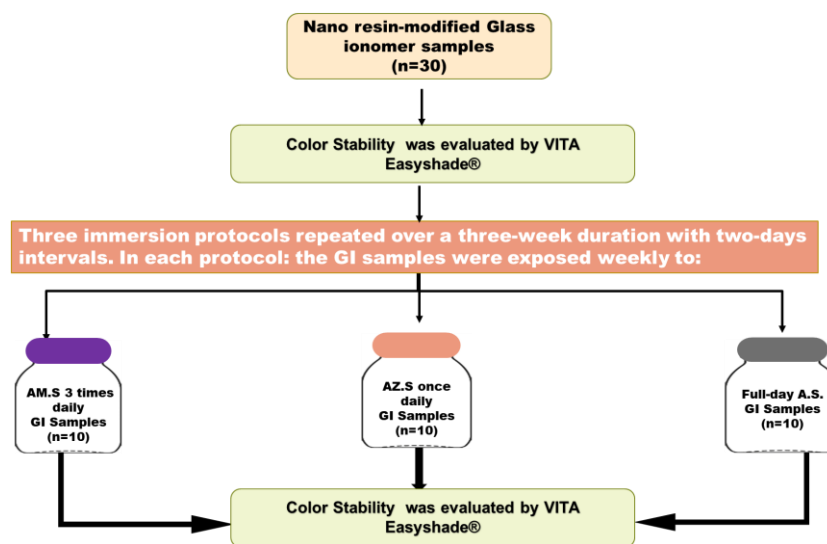 Nano resin-modified Glass
ionomer samples
(n=30)
Color Stability was evaluated by VITA
Easyshade®
Three immersion protocols repeated over a three-week duration with two-days
intervals. In each protocol: the GI samples were exposed weekly to:
AM.S 3 times
daily
GI Samples
(n=10)
AZ.S once
daily
GI Samples
(n=10)
Full-day A.S.
GI Samples
(n=10)
Color Stability was evaluated by VITA
Easyshade®